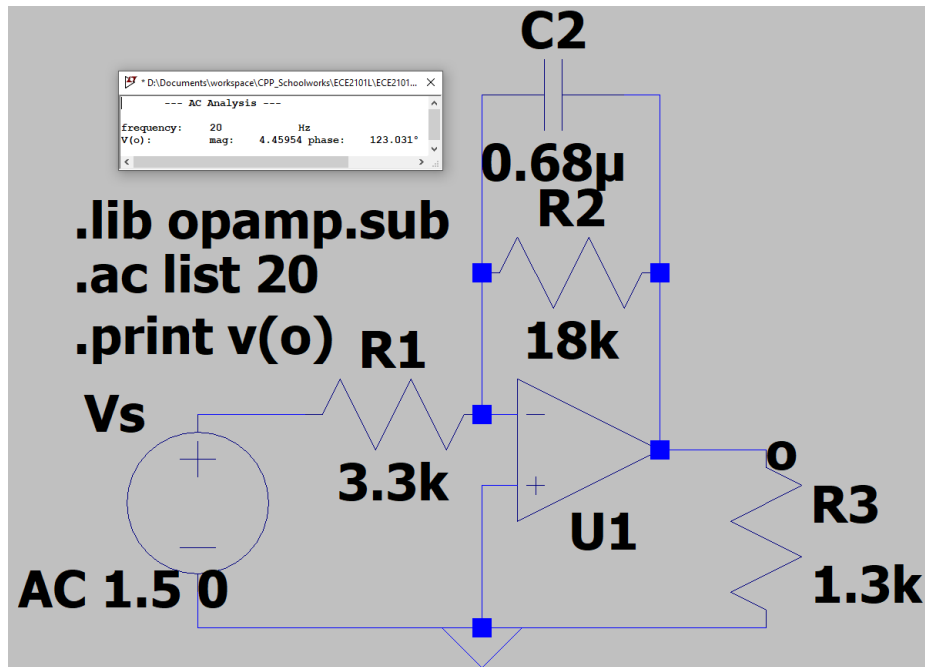 C2
* D:\Documents\workspace\CPP_Schoolworks\ECE2101L\ECE2101...
--- AC Analysis ---
frequency: 20 Hz
V(o): mag: 4.45954 phase: 123.031°
0.68µ
R2
.lib opamp.sub
.ac list 20
.print v(o)
R1
18k
Vs
3.3k
o
U1
R3
AC 1.5 0
1.3k